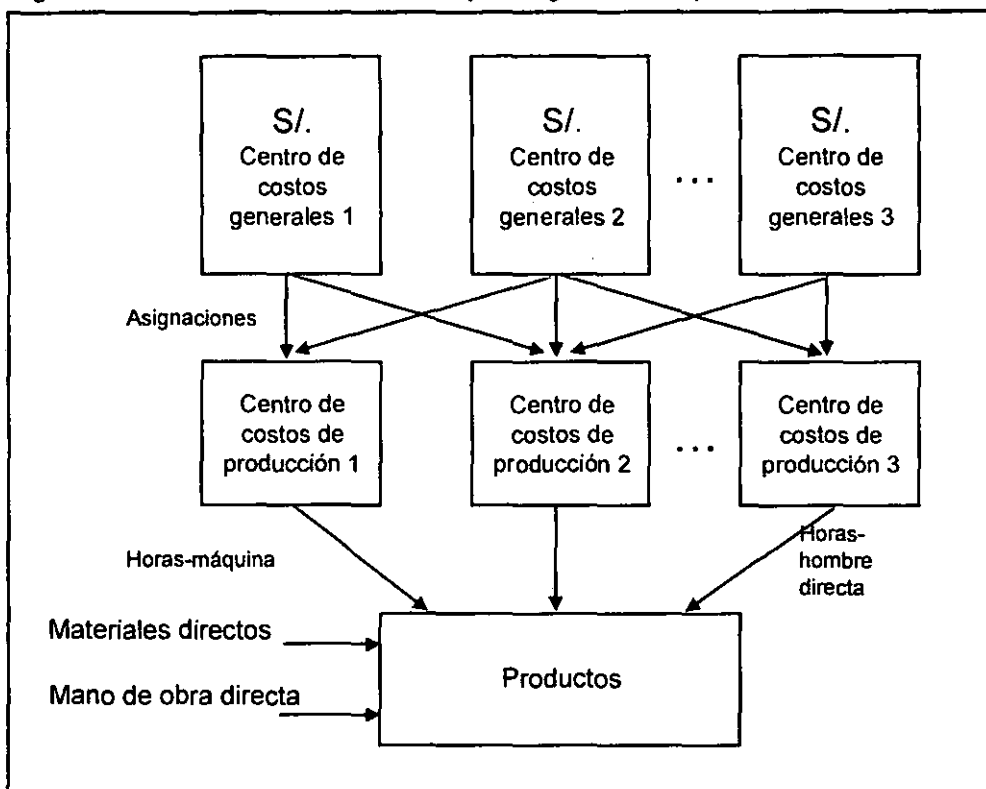 S/.
Centro de
costos
generales 1
S/.
Centro de
costos
generales 2
...
S/.
Centro de
costos
generales 3
Asignaciones
Centro de
costos de
producción 1
Centro de
costos de
producción 2
...
Centro de
costos de
producción 3
Horas-máquina
Horas-
hombre
directa
Materiales directos
Mano de obra directa
Productos